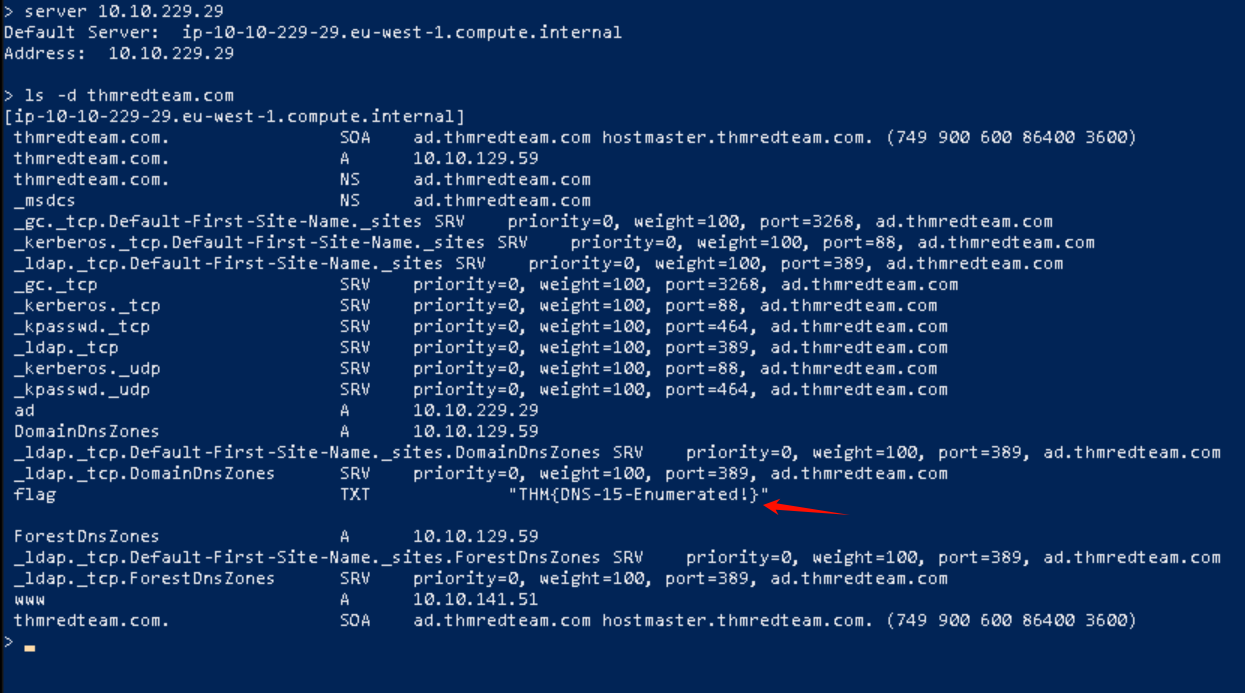 > server 10.10.229.29
Default Server:  ip-10-10-229-29.eu-west-1.compute.internal
Address:  10.10.229.29
> ls -d thmredteam.com
[ip-10-10-229-29.eu-west-1.compute.internal]
thmredteam.com. SOA ad.thmredteam.com hostmaster.thmredteam.com. (749 900 600 86400 3600)
thmredteam.com. A 10.10.129.59
thmredteam.com. NS ad.thmredteam.com
_msdcs NS ad.thmredteam.com
_gc._tcp.Default-First-Site-Name._sites SRV priority=0, weight=100, port=3268, ad.thmredteam.com
_kerberos._tcp.Default-First-Site-Name._sites SRV priority=0, weight=100, port=88, ad.thmredteam.com
_ldap._tcp.Default-First-Site-Name._sites SRV priority=0, weight=100, port=389, ad.thmredteam.com
_gc._tcp SRV priority=0, weight=100, port=3268, ad.thmredteam.com
_kerberos._tcp SRV priority=0, weight=100, port=88, ad.thmredteam.com
_kpasswd._tcp SRV priority=0, weight=100, port=464, ad.thmredteam.com
_ldap._tcp SRV priority=0, weight=100, port=389, ad.thmredteam.com
_kerberos._udp SRV priority=0, weight=100, port=88, ad.thmredteam.com
_kpasswd._udp SRV priority=0, weight=100, port=464, ad.thmredteam.com
ad A 10.10.229.29
DomainDnsZones A 10.10.129.59
_ldap._tcp.Default-First-Site-Name._sites.DomainDnsZones SRV priority=0, weight=100, port=389, ad.thmredteam.com
_ldap._tcp.DomainDnsZones SRV priority=0, weight=100, port=389, ad.thmredteam.com
flag TXT "THM{DNS-15-Enumerated!}"
ForestDnsZones A 10.10.129.59
_ldap._tcp.Default-First-Site-Name._sites.ForestDnsZones SRV priority=0, weight=100, port=389, ad.thmredteam.com
_ldap._tcp.ForestDnsZones SRV priority=0, weight=100, port=389, ad.thmredteam.com
www A 10.10.141.51
thmredteam.com. SOA ad.thmredteam.com hostmaster.thmredteam.com. (749 900 600 86400 3600)
>